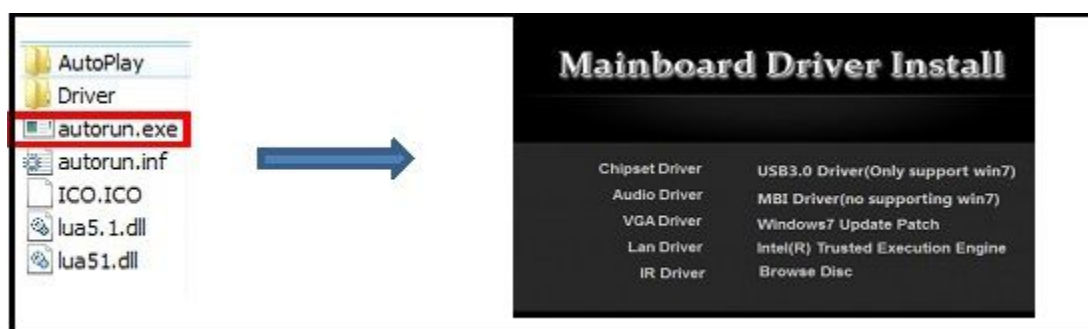 AutoPlay
Driver
autorun.exe
autorun.inf
ICO.ICO
lua5.1.dll
lua51.dll
Mainboard Driver Install
Chipset Driver
Audio Driver
VGA Driver
Lan Driver
IR Driver
USB3.0 Driver(Only support win7)
MBI Driver(no supporting win7)
Windows7 Update Patch
Intel(R) Trusted Execution Engine
Browse Disc